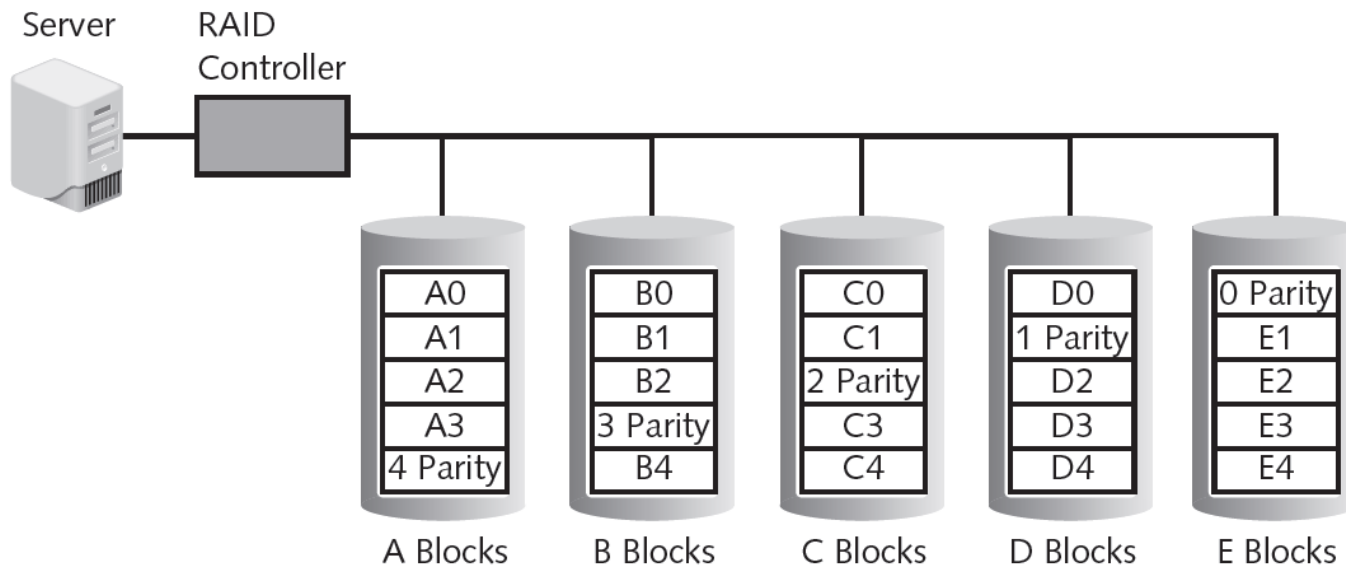 Server
RAID
Controller
A0
A1
A2
A3
4 Parity
A Blocks
B0
B1
B2
3 Parity
B4
B Blocks
C0
C1
2 Parity
C3
C4
C Blocks
D0
1 Parity
D2
D3
D4
D Blocks
0 Parity
E1
E2
E3
E4
E Blocks